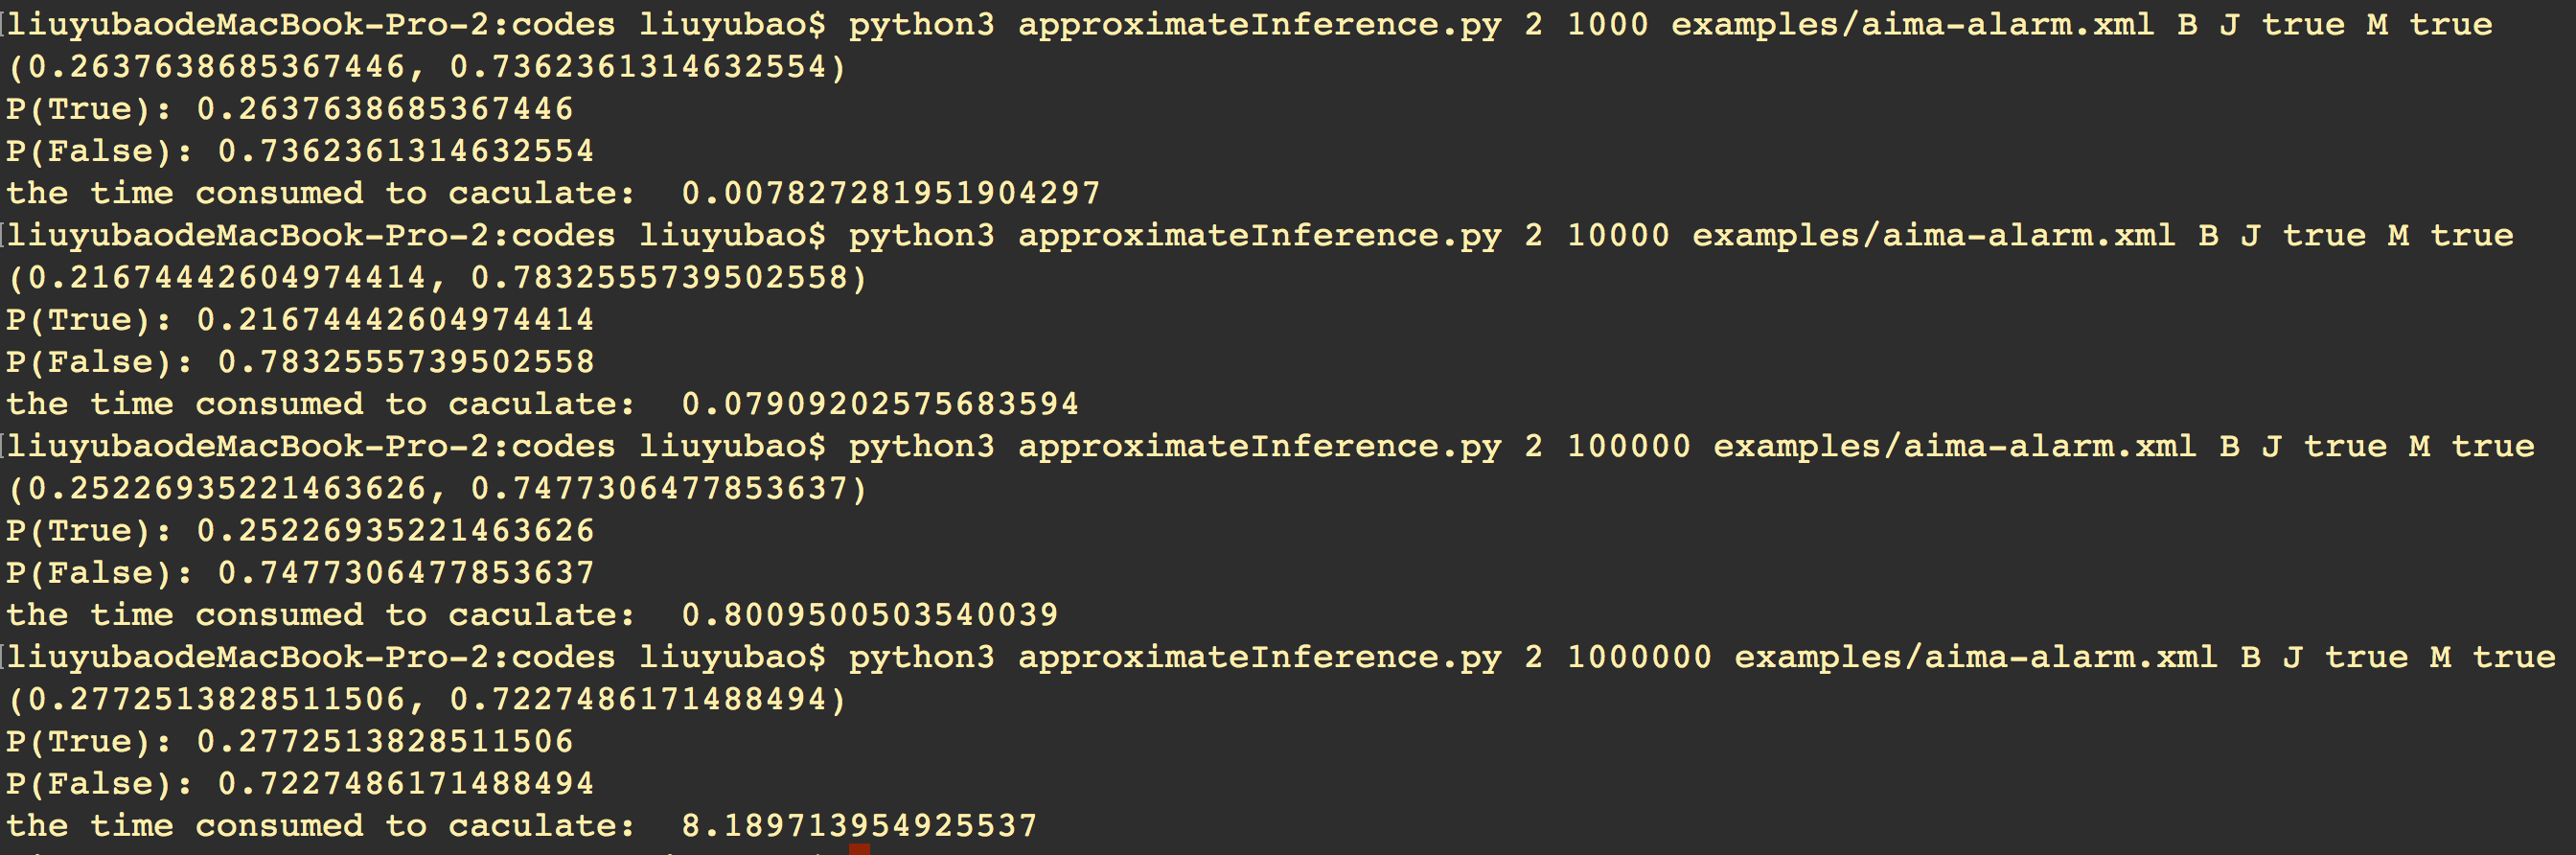 liuyubaodeMacBook-Pro-2:codes liuyubao$ python3 approximateInference.py 2 1000 examples/aima-alarm.xml B J true M true
(0.2637638685367446, 0.7362361314632554)
P(True): 0.2637638685367446
P(False): 0.7362361314632554
the time consumed to caculate:  0.007827281951904297
liuyubaodeMacBook-Pro-2:codes liuyubao$ python3 approximateInference.py 2 10000 examples/aima-alarm.xml B J true M true
(0.21674442604974414, 0.7832555739502558)
P(True): 0.21674442604974414
P(False): 0.7832555739502558
the time consumed to caculate:  0.07909202575683594
liuyubaodeMacBook-Pro-2:codes liuyubao$ python3 approximateInference.py 2 100000 examples/aima-alarm.xml B J true M true
(0.25226935221463626, 0.7477306477853637)
P(True): 0.25226935221463626
P(False): 0.7477306477853637
the time consumed to caculate:  0.8009500503540039
liuyubaodeMacBook-Pro-2:codes liuyubao$ python3 approximateInference.py 2 1000000 examples/aima-alarm.xml B J true M true
(0.2772513828511506, 0.7227486171488494)
P(True): 0.2772513828511506
P(False): 0.7227486171488494
the time consumed to caculate:  8.189713954925537